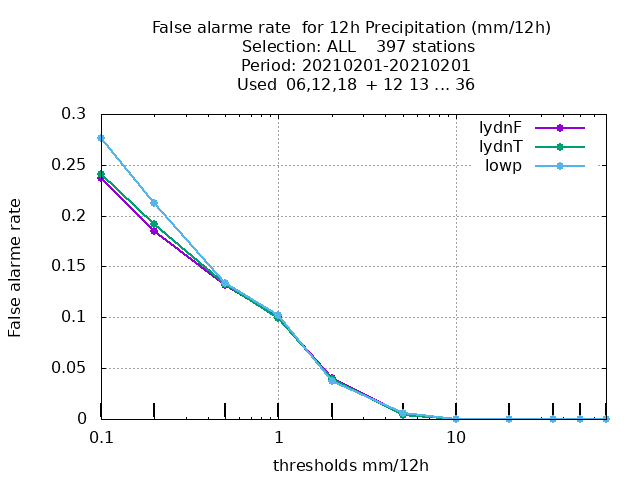 False alarme rate  for 12h Precipitation (mm/12h)
Selection: ALL    397 stations
Period: 20210201-20210201
Used  06,12,18  + 12 13 ... 36
lydnF
lydnT
lowp
False alarme rate
0.3
0.25
0.2
0.15
0.1
0.05
0
0.1 1 10
thresholds mm/12h